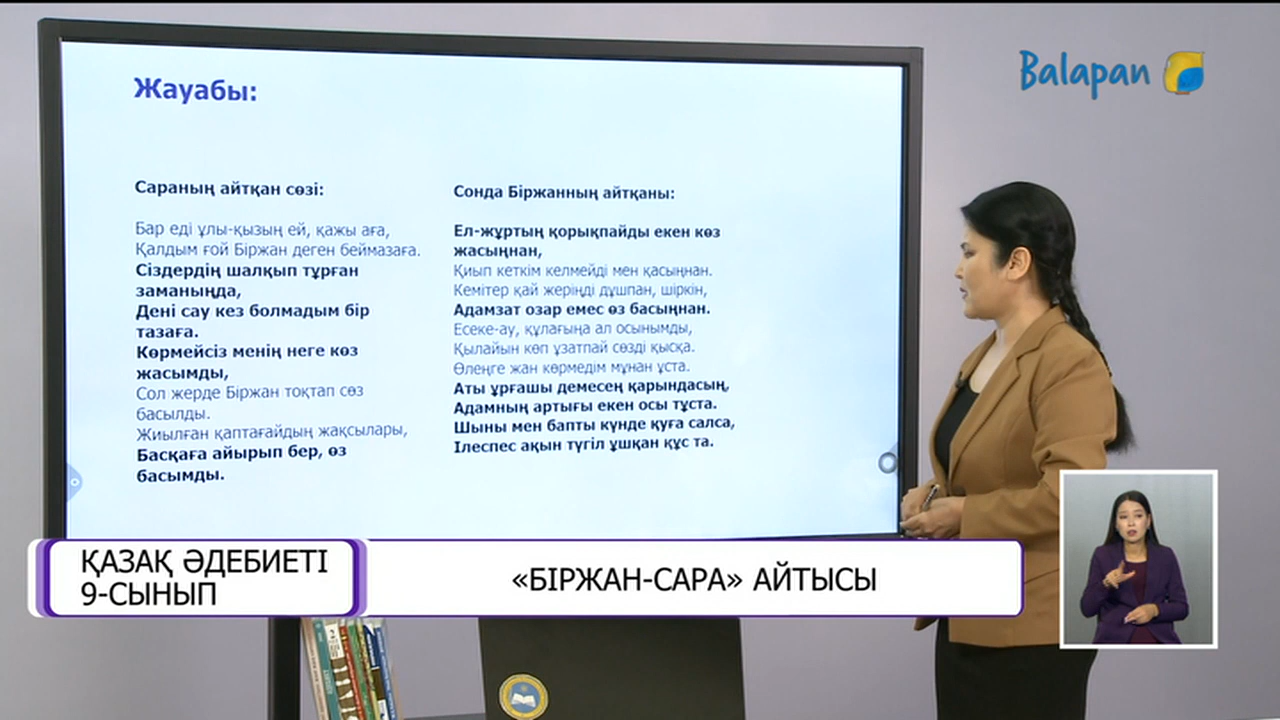 Жауабы:
Сараның айтқан сөзі:
Бар еді ұлы-қызың ей, қажы аға,
Қалдым ғой Біржан деген беймазаға.
Сіздердің шалқып тұрған
заманыңда,
Дені сау кез болмадым бір
тазаға.
Көрмейсіз менің неге көз
жасымды,
Сол жерде Біржан тоқтап сөз
басылды.
Жиылған қаптағайдың жақсылары,
Басқаға айырып бер, өз
басымды.
Сонда Біржанның айтқаны:
Ел-жұртың қорықпайды екен көз
жасыңнан,
Қиып кеткім келмейді мен қасыңнан.
Кемітер қай жеріңді дұшпан, шіркін,
Адамзат озар емес өз басыңнан.
Есеке-ау, құлағыңа ал осынымды,
Қылайын көп ұзатпай сөзді қысқа.
Өлеңге жан көрмедім мұнан ұста.
Аты ұрғашы демесең қарындасың,
Адамның артығы екен осы тұста.
Шыны мен бапты күнде қуға салса,
Ілеспес ақын түгіл ұшқан құс та.
Balapan
ҚАЗАҚ ӘДЕБИЕТІ
9-СЫНЫП
«БІРЖАН-САРА» АЙТЫСЫ